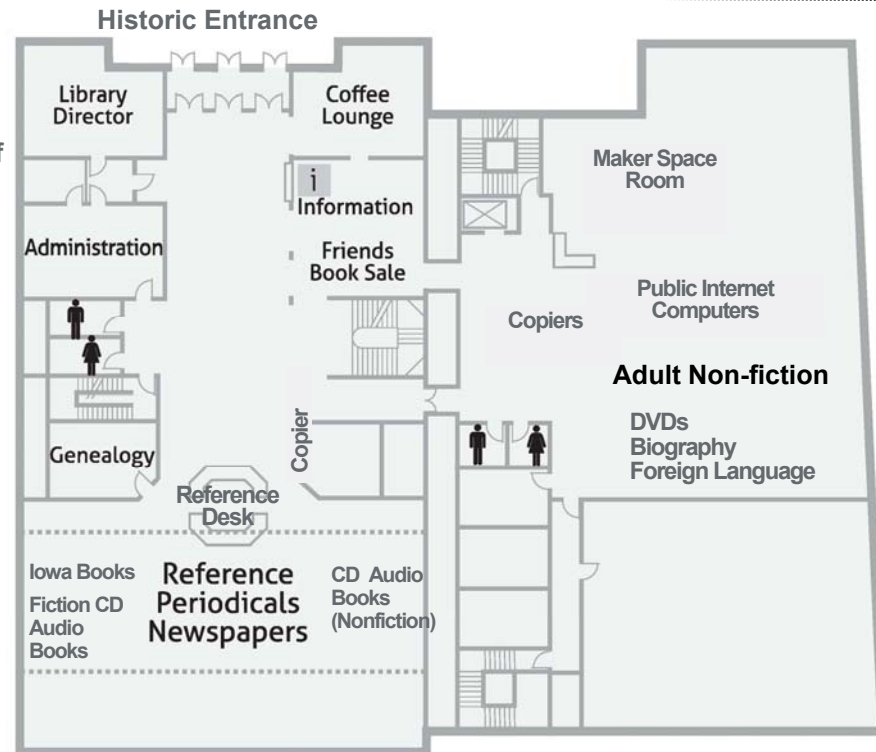 Historic Entrance
Library
Director
Coffee
Lounge
f
i
Information
Administration
Friends
Book Sale
Maker Space
Room
Public Internet
Computers
Copiers
Adult Non-fiction
DVDs
Biography
Foreign Language
Genealogy
Copier
Reference
Desk
Iowa Books
Fiction CD
Audio
Books
Reference
Periodicals
Newspapers
CD Audio
Books
(Nonfiction)